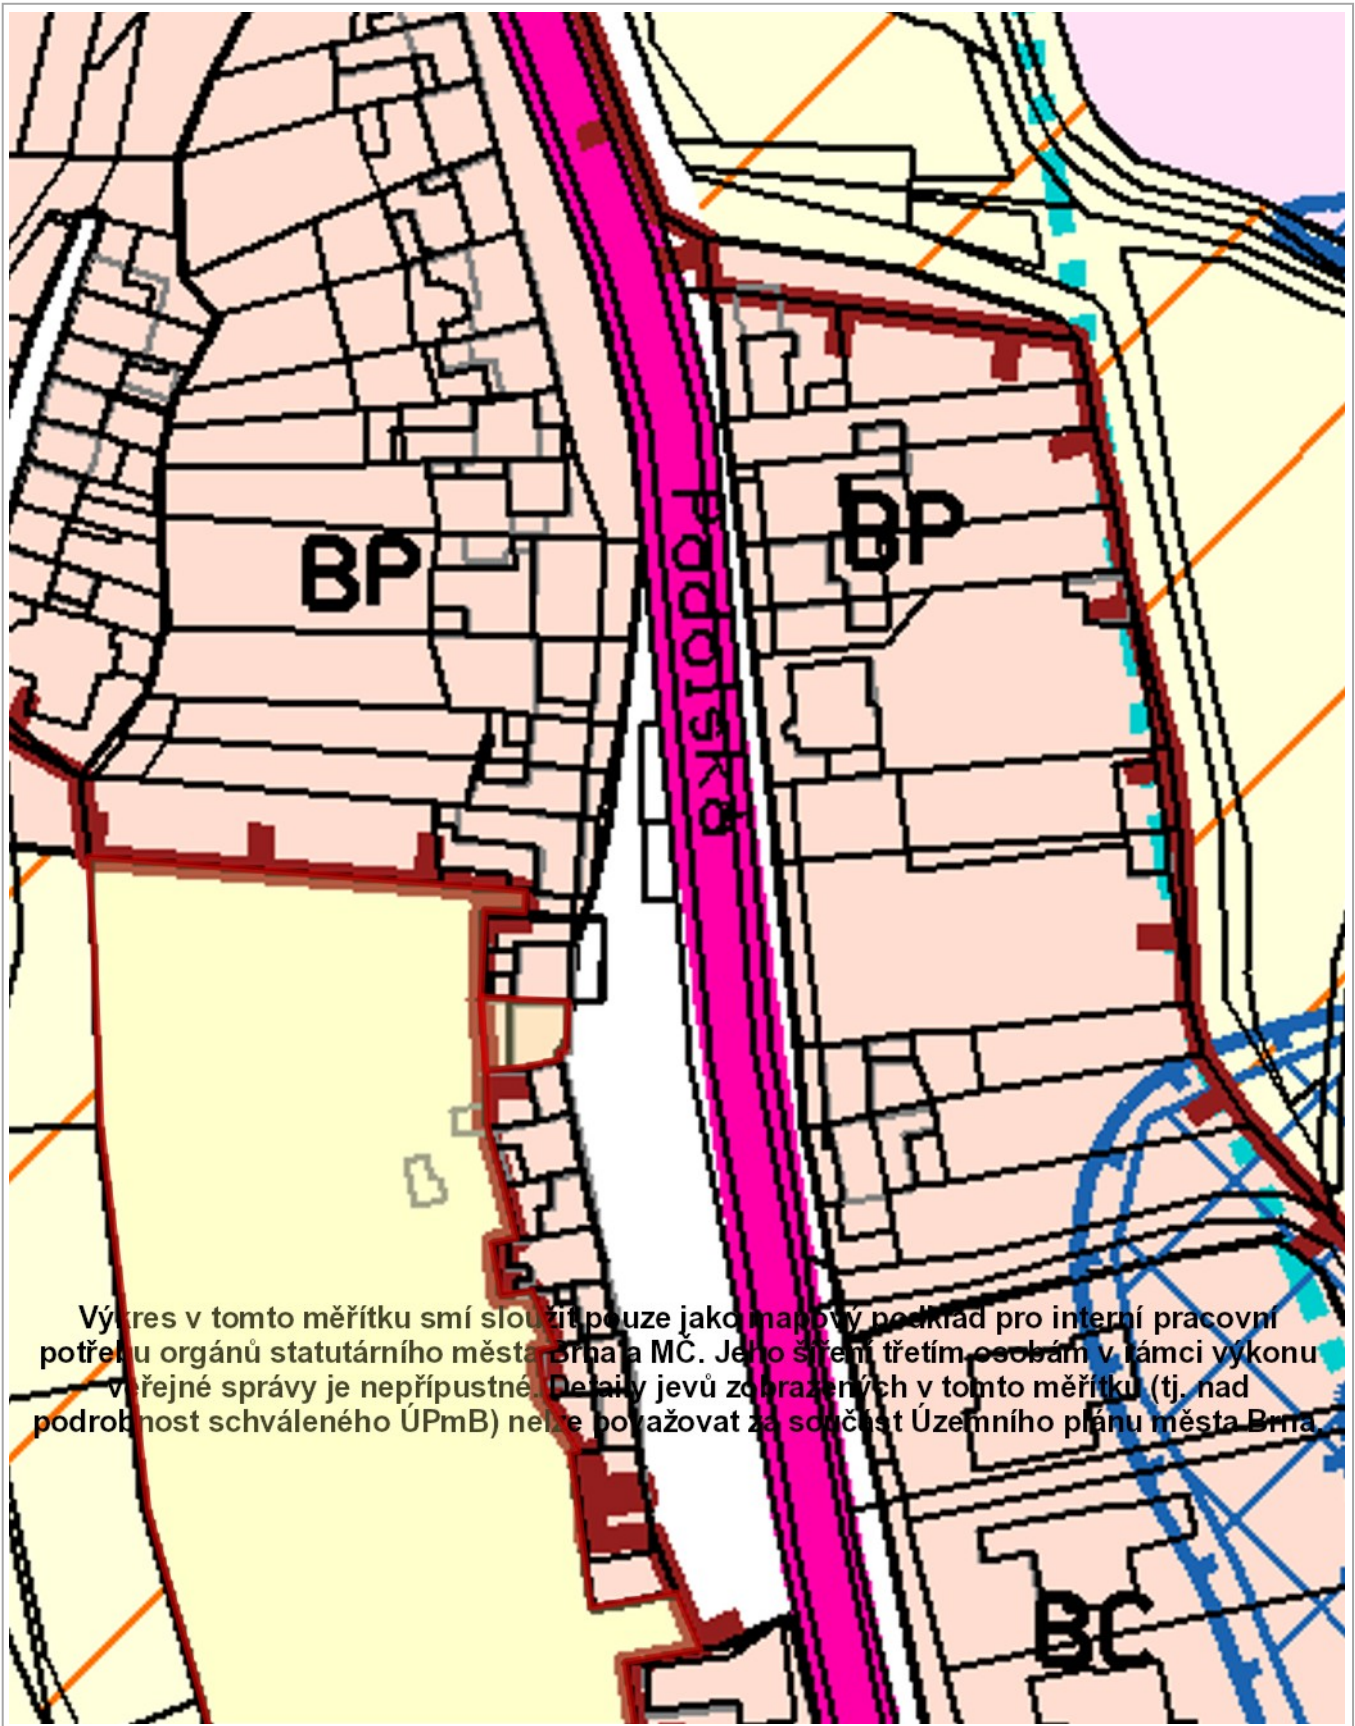 BP
BP
Podolská
Výkres v tomto měřítku smí sloužit pouze jako mapový podklad pro interní pracovní
potřebu orgánů statutárního města Brna a MČ. Jeho šíření třetím osobám v rámci výkonu
veřejné správy je nepřípustné. Detaily jevů zobrazených v tomto měřítku (tj. nad
podrobnost schváleného ÚPmB) nelze považovat za součást Územního plánu města Brna.
BC